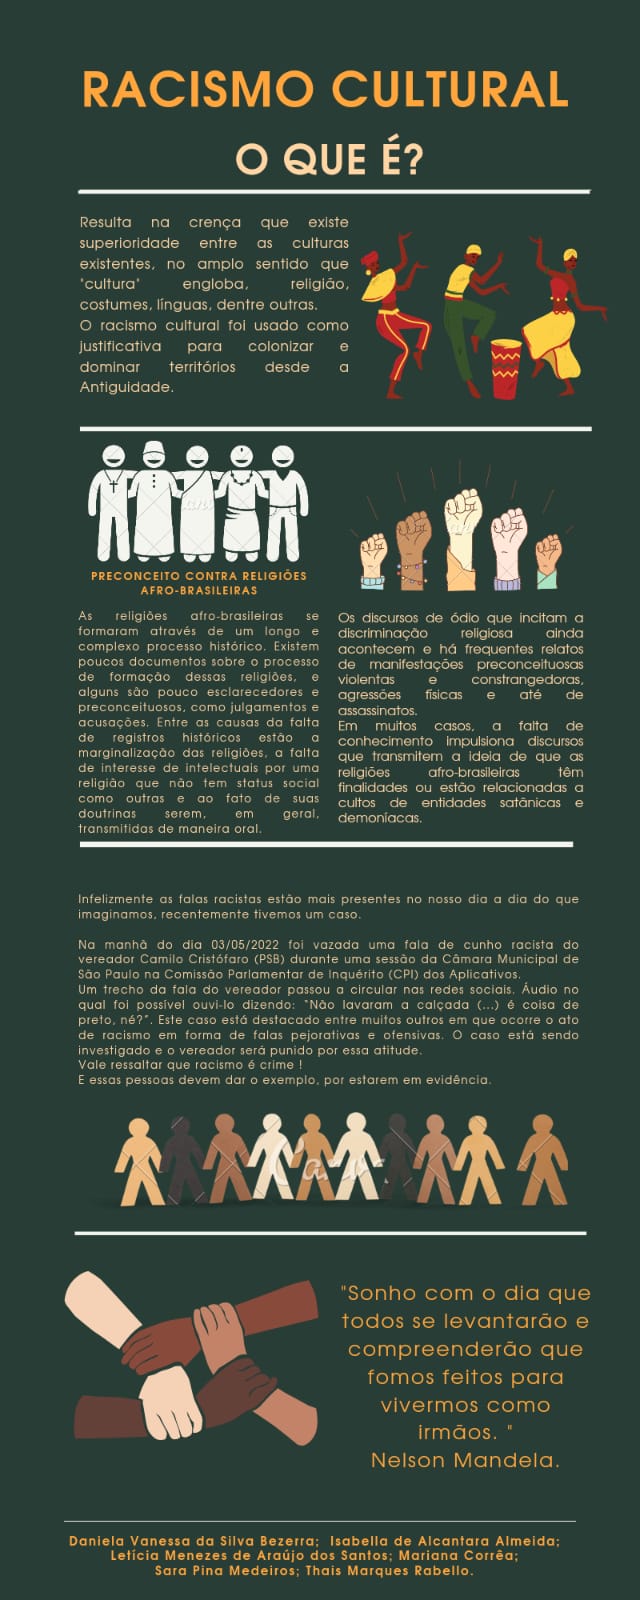 RACISMO CULTURAL
O QUE É?
Resulta na crença que existe
superioridade entre as culturas
existentes, no amplo sentido que
"cultura" engloba, religião,
costumes, línguas, dentre outras.
O racismo cultural foi usado como
justificativa para colonizar e
dominar territórios desde a
Antiguidade.
PRECONCEITO CONTRA RELIGIÕES
AFRO-BRASILEIRAS
As religiões afro-brasileiras se
formaram através de um longo e
complexo processo histórico. Existem
poucos documentos sobre o processo
de formação dessas religiões, e
alguns são pouco esclarecedores e
preconceituosos, como julgamentos e
acusações. Entre as causas da falta
de registros históricos estão a
marginalização das religiões, a falta
de interesse de intelectuais por uma
religião que não tem status social
como outras e ao fato de suas
doutrinas serem, em geral,
transmitidas de maneira oral.
Os discursos de ódio que incitam a
discriminação religiosa ainda
acontecem e há frequentes relatos
de manifestações preconceituosas
violentas e constrangedoras,
agressões físicas e até de
assassinatos.
Em muitos casos, a falta de
conhecimento impulsiona discursos
que transmitem a ideia de que as
religiões afro-brasileiras têm
finalidades ou estão relacionadas a
cultos de entidades satânicas e
demoníacas.
Infelizmente as falas racistas estão mais presentes no nosso dia a dia do que
imaginamos, recentemente tivemos um caso.
Na manhã do dia 03/05/2022 foi vazada uma fala de cunho racista do
vereador Camilo Cristófaro (PSB) durante uma sessão da Câmara Municipal de
São Paulo na Comissão Parlamentar de Inquérito (CPI) dos Aplicativos.
Um trecho da fala do vereador passou a circular nas redes sociais. Áudio no
qual foi possível ouvi-lo dizendo: "Não lavaram a calçada (...) é coisa de
preto, né?". Este caso está destacado entre muitos outros em que ocorre o ato
de racismo em forma de falas pejorativas e ofensivas. O caso está sendo
investigado e o vereador será punido por essa atitude.
Vale ressaltar que racismo é crime !
E essas pessoas devem dar o exemplo, por estarem em evidência.
Canva
"Sonho com o dia que
todos se levantarão e
compreenderão que
fomos feitos para
vivermos como
irmãos. "
Nelson Mandela.
Daniela Vanessa da Silva Bezerra; Isabella de Alcantara Almeida;
Letícia Menezes de Araújo dos Santos; Mariana Corrêa;
Sara Pina Medeiros; Thais Marques Rabello.